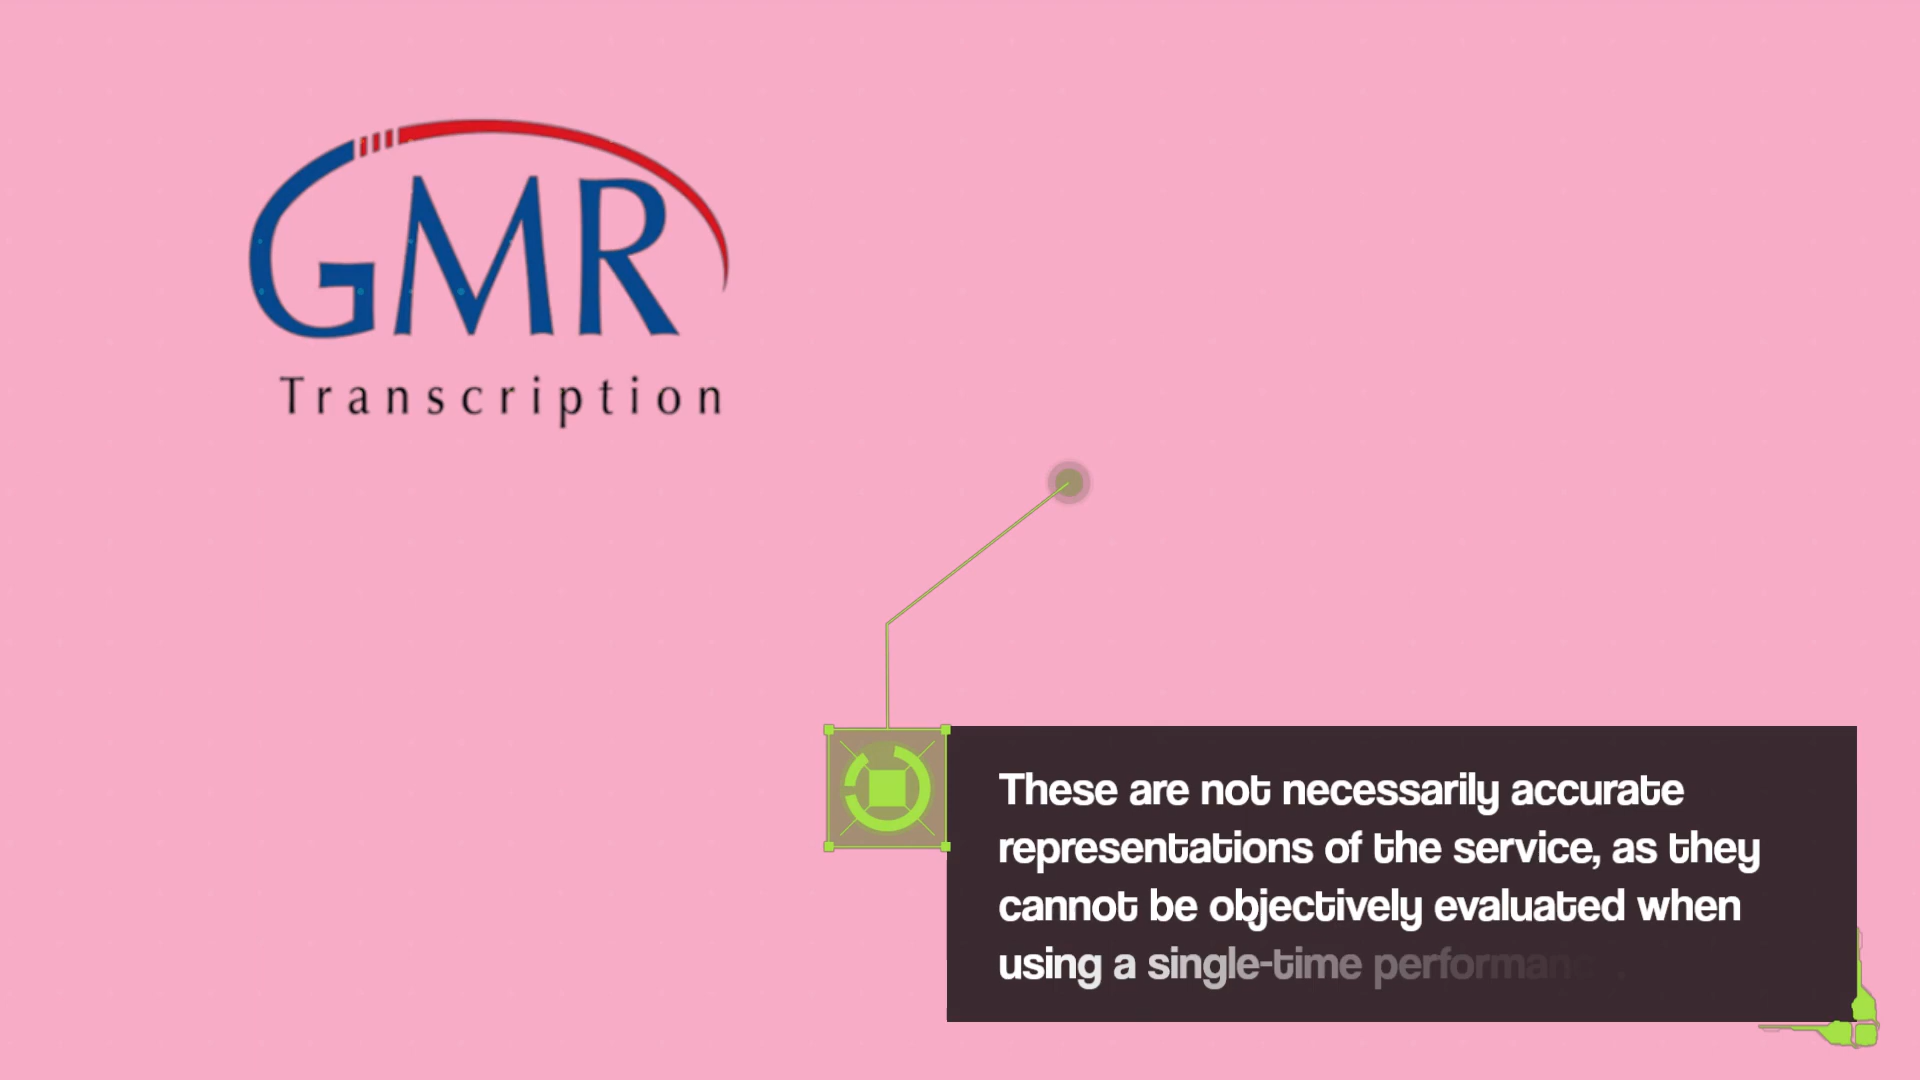 GMR
Transcription
These are not necessarily accurate
representations of the service, as they
cannot be objectively evaluated when
using a single-time